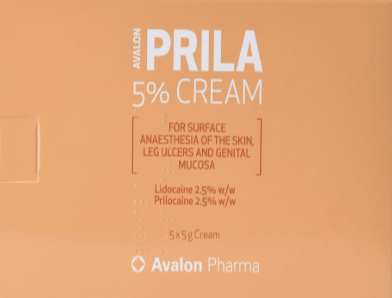 AVALON
PRILA
5% CREAM
FOR SURFACE
ANAESTHESIA OF THE SKIN,
LEG ULCERS AND GENITAL
MUCOSA
Lidocaine 2.5% w/w
Prilocaine 2.5% w/w
5 x 5 g Cream
Avalon Pharma